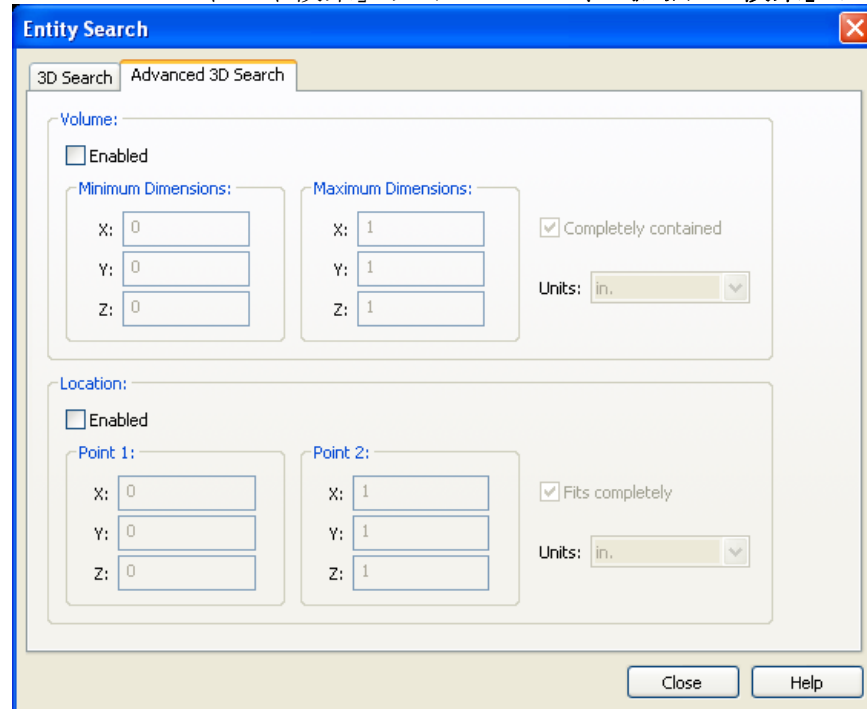 Entity Search
3D Search Advanced 3D Search
Volume:
Enabled
Minimum Dimensions: Maximum Dimensions:
X: 0 X: 1 Completely contained
Y: 0 Y: 1
Units: in.
Z: 0 Z: 1
Location:
Enabled
Point 1: Point 2:
X: 0 X: 1 Fits completely
Y: 0 Y: 1
Units: in.
Z: 0 Z: 1
Close Help